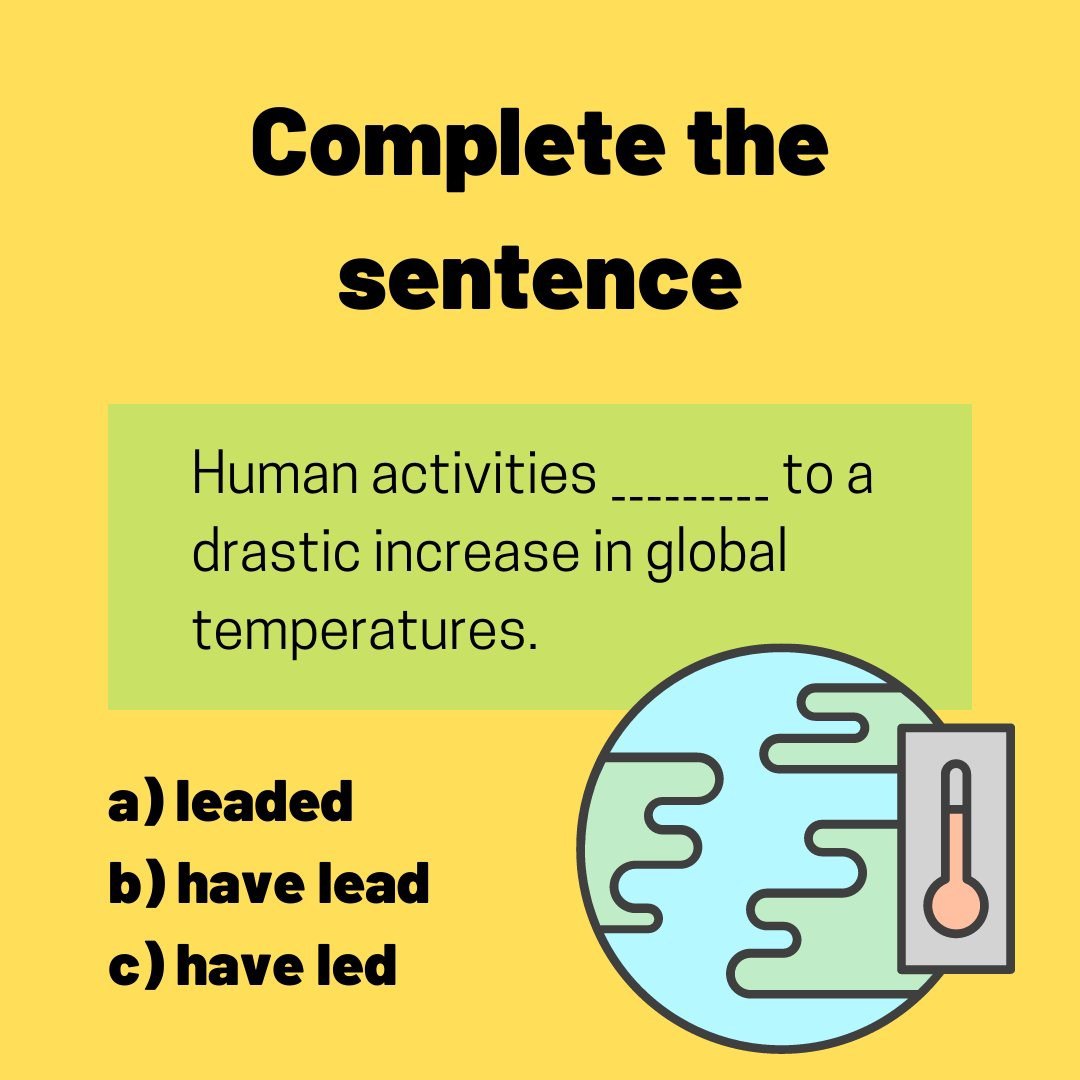 Complete the
sentence
Human activities _________ to a
drastic increase in global
temperatures.
a) leaded
b) have lead
c) have led